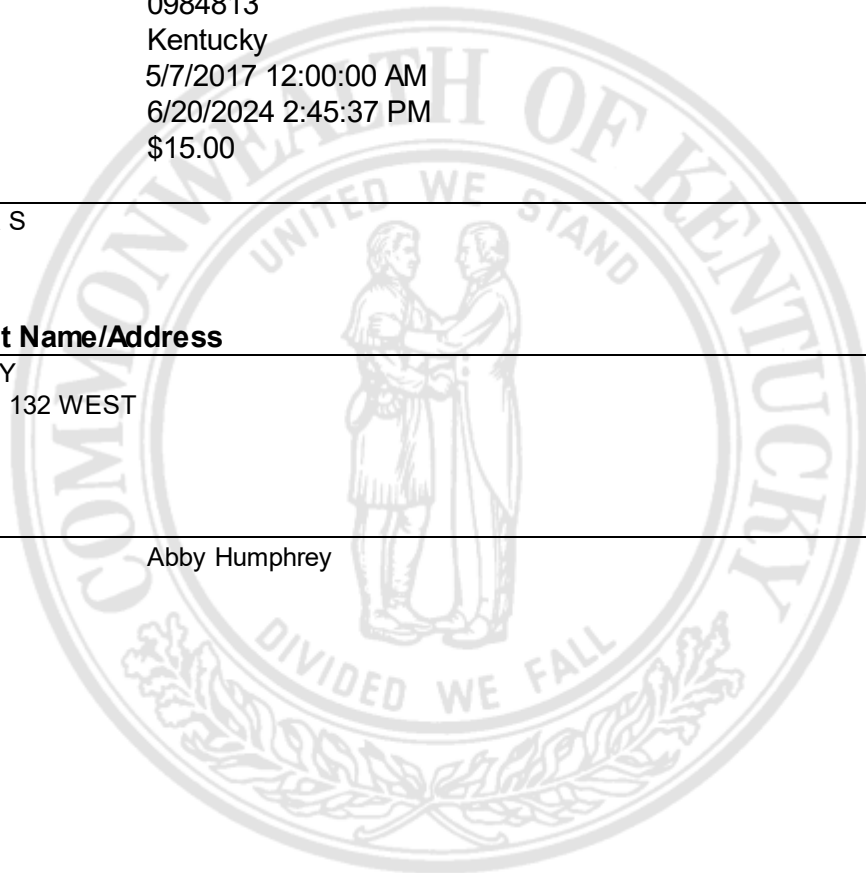 0984813
Kentucky
5/7/2017 12:00:00 AM
6/20/2024 2:45:37 PM
$15.00
S
t Name/Address
Y
132 WEST
Abby Humphrey
COMMONWEALTH OF KENTUCKY
UNITED WE STAND
DIVIDED WE FALL